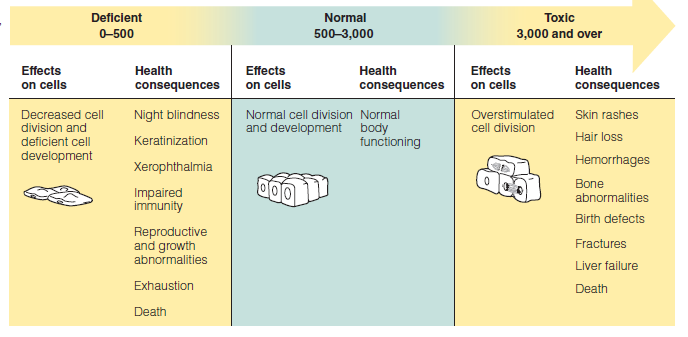 Deficient
0–500
Normal
500–3,000
Toxic
3,000 and over
Effects
on cells
Health
consequences
Effects
on cells
Health
consequences
Effects
on cells
Health
consequences
Decreased cell
division and
deficient cell
development
Night blindness
Keratinization
Xerophthalmia
Impaired
immunity
Reproductive
and growth
abnormalities
Exhaustion
Death
Normal cell division
and development
Normal
body
functioning
Overstimulated
cell division
Skin rashes
Hair loss
Hemorrhages
Bone
abnormalities
Birth defects
Fractures
Liver failure
Death